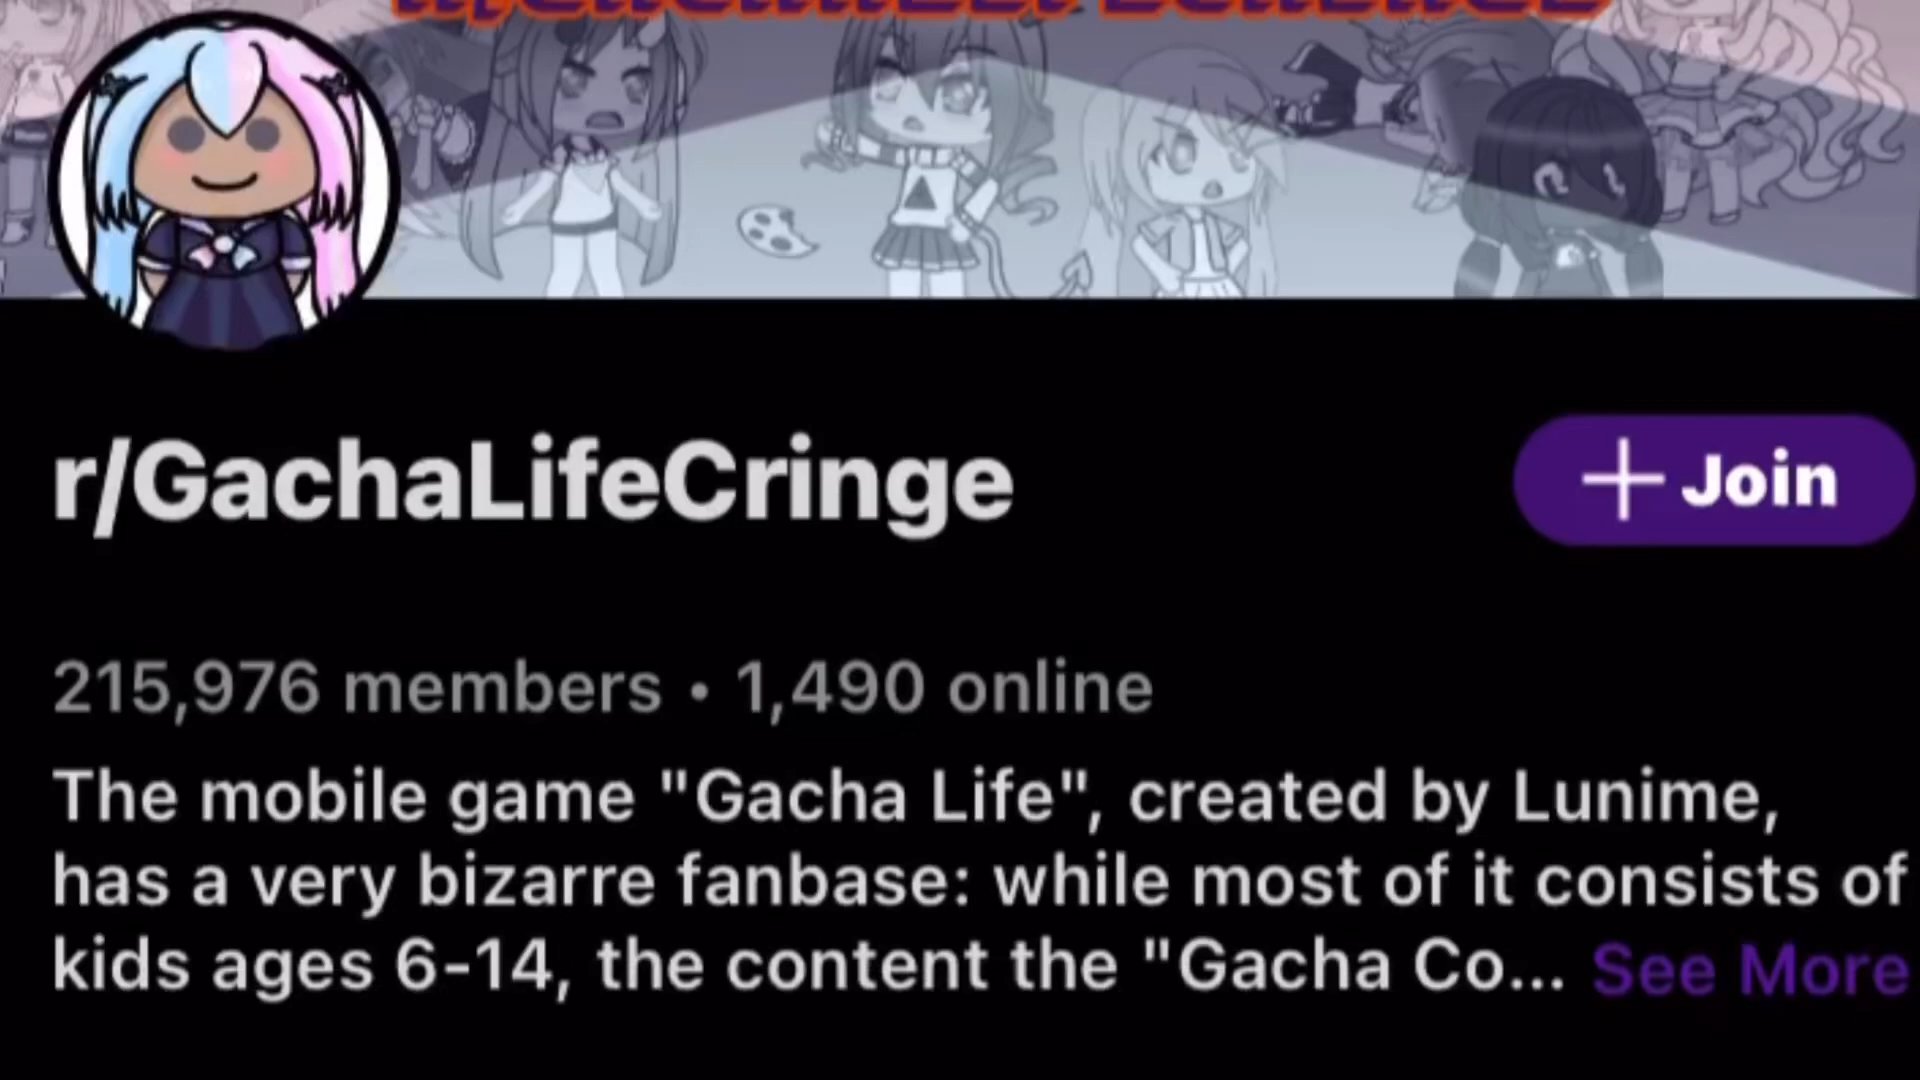 r/GachaLifeCringe
Join
215,976 members • 1,490 online
The mobile game "Gacha Life", created by Lunime,
has a very bizarre fanbase: while most of it consists of
kids ages 6-14, the content the "Gacha Co... See More